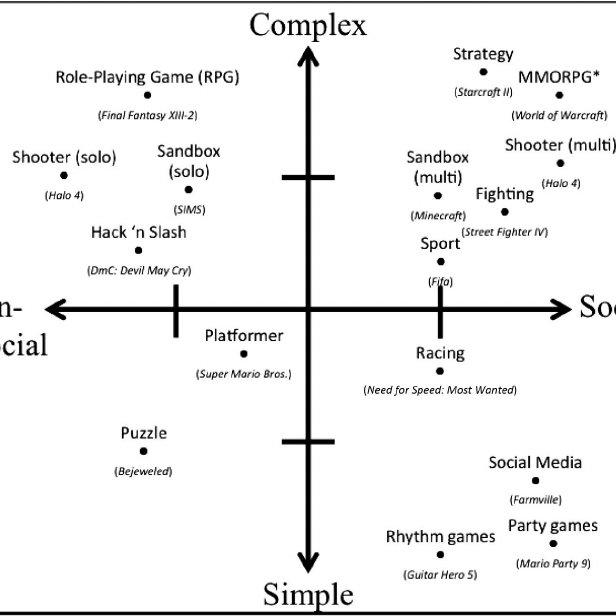 Complex
Strategy
(Starcraft II)
MMORPG*
(World of Warcraft)
Role-Playing Game (RPG)
(Final Fantasy XIII-2)
Shooter (multi)
(Halo 4)
Shooter (solo)
(Halo 4)
Sandbox
(solo)
(SIMS)
Sandbox
(multi)
(Minecraft)
Fighting
(Street Fighter IV)
Hack ‘n Slash
(DmC: Devil May Cry)
Sport
(Fifa)
n-
cial
Soc
Platformer
(Super Mario Bros.)
Racing
(Need for Speed: Most Wanted)
Puzzle
(Bejeweled)
Social Media
(Farmville)
Party games
(Mario Party 9)
Rhythm games
(Guitar Hero 5)
Simple